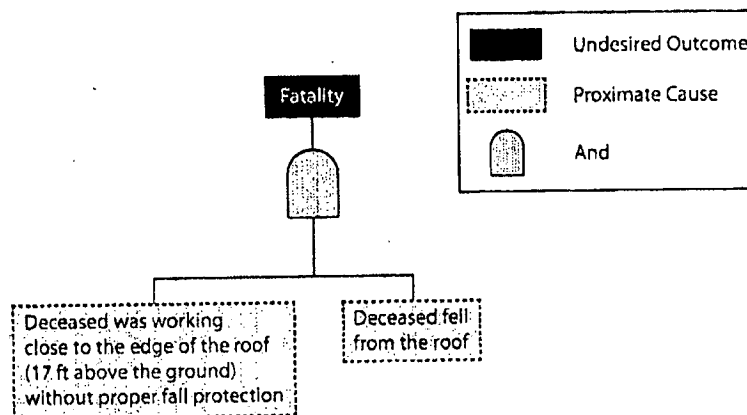 Undesired Outcome
Fatality
Proximate Cause
And
Deceased was working
close to the edge of the roof
(17 ft above the ground)
without proper fall protection
Deceased fell
from the roof